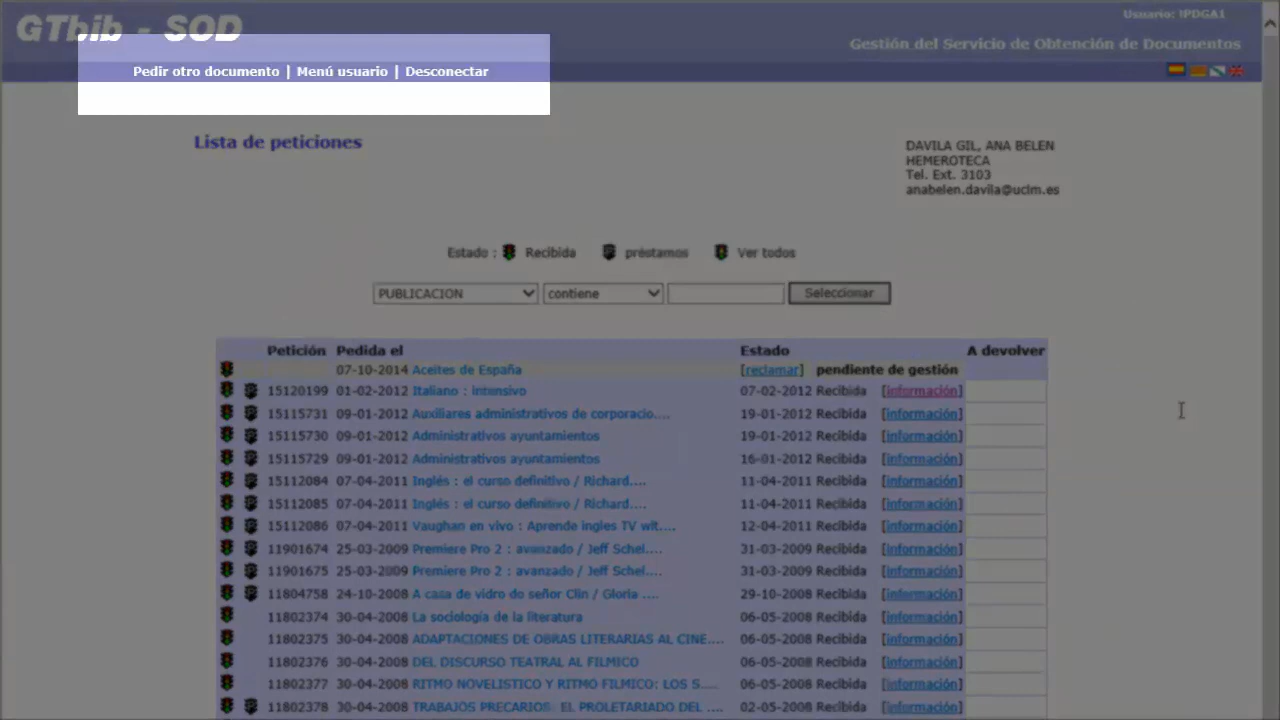 GTbib - SOD
Usuario: !PDGA1
Gestión del Servicio de Obtención de Documentos
Pedir otro documento | Menú usuario | Desconectar
Lista de peticiones
DAVILA GIL, ANA BELEN
HEMEROTECA
Tel. Ext. 3103
anabelen.davila@uclm.es
Estado : Recibida préstamos Ver todos
PUBLICACION contiene Seleccionar
Petición Pedida el Estado A devolver
07-10-2014 Aceites de España [reclamar] pendiente de gestión
15120199 01-02-2012 Italiano : intensivo 07-02-2012 Recibida [información]
15115731 09-01-2012 Auxiliares administrativos de corporacio.... 19-01-2012 Recibida [información]
15115730 09-01-2012 Administrativos ayuntamientos 19-01-2012 Recibida [información]
15115729 09-01-2012 Administrativos ayuntamientos 16-01-2012 Recibida [información]
15112084 07-04-2011 Inglés : el curso definitivo / Richard.... 11-04-2011 Recibida [información]
15112085 07-04-2011 Inglés : el curso definitivo / Richard.... 11-04-2011 Recibida [información]
15112086 07-04-2011 Vaughan en vivo : Aprende ingles TV wit.... 12-04-2011 Recibida [información]
11901674 25-03-2009 Premiere Pro 2 : avanzado / Jeff Schel.... 31-03-2009 Recibida [información]
11901675 25-03-2009 Premiere Pro 2 : avanzado / Jeff Schel.... 31-03-2009 Recibida [información]
11804758 24-10-2008 A casa de vidro do señor Clin / Gloria .... 29-10-2008 Recibida [información]
11802374 30-04-2008 La sociología de la literatura 06-05-2008 Recibida [información]
11802375 30-04-2008 ADAPTACIONES DE OBRAS LITERARIAS AL CINE.... 06-05-2008 Recibida [información]
11802376 30-04-2008 DEL DISCURSO TEATRAL AL FILMICO 06-05-2008 Recibida [información]
11802377 30-04-2008 RITMO NOVELISTICO Y RITMO FILMICO: LOS S.... 06-05-2008 Recibida [información]
11802378 30-04-2008 TRABAJOS PRECARIOS: EL PROLETARIADO DEL .... 02-05-2008 Recibida [información]